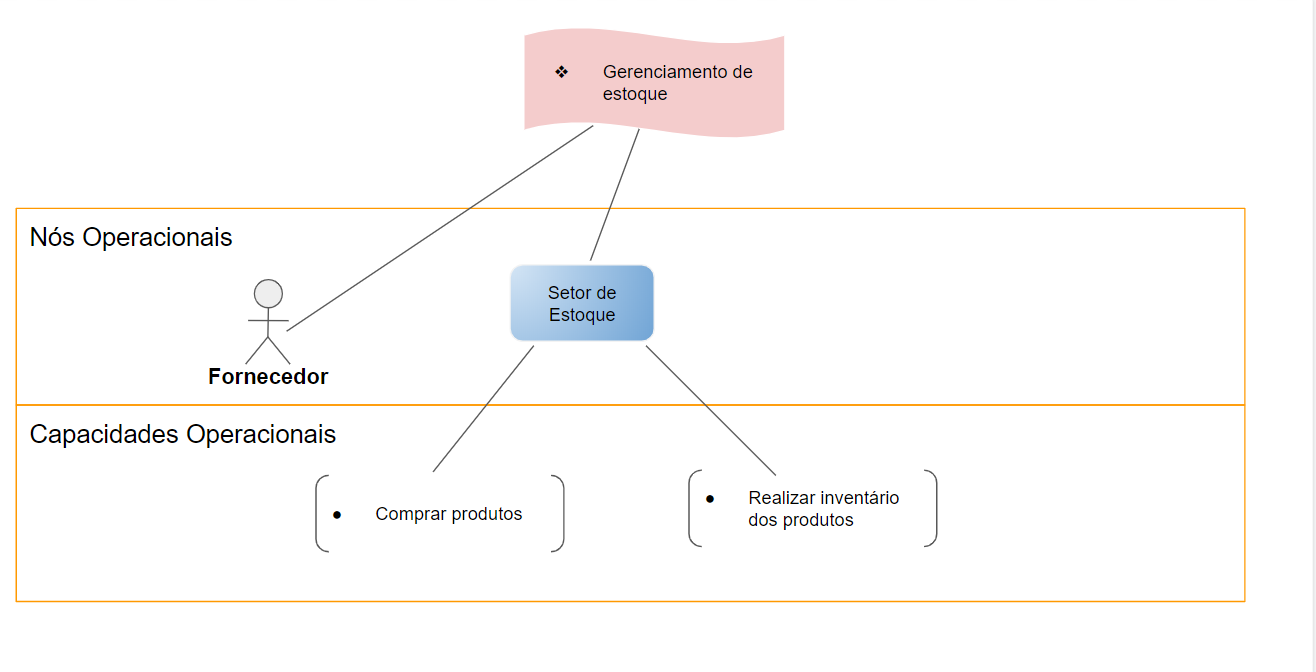 ❖ Gerenciamento de
estoque
Nós Operacionais
Setor de
Estoque
Fornecedor
Capacidades Operacionais
● Comprar produtos
● Realizar inventário
dos produtos